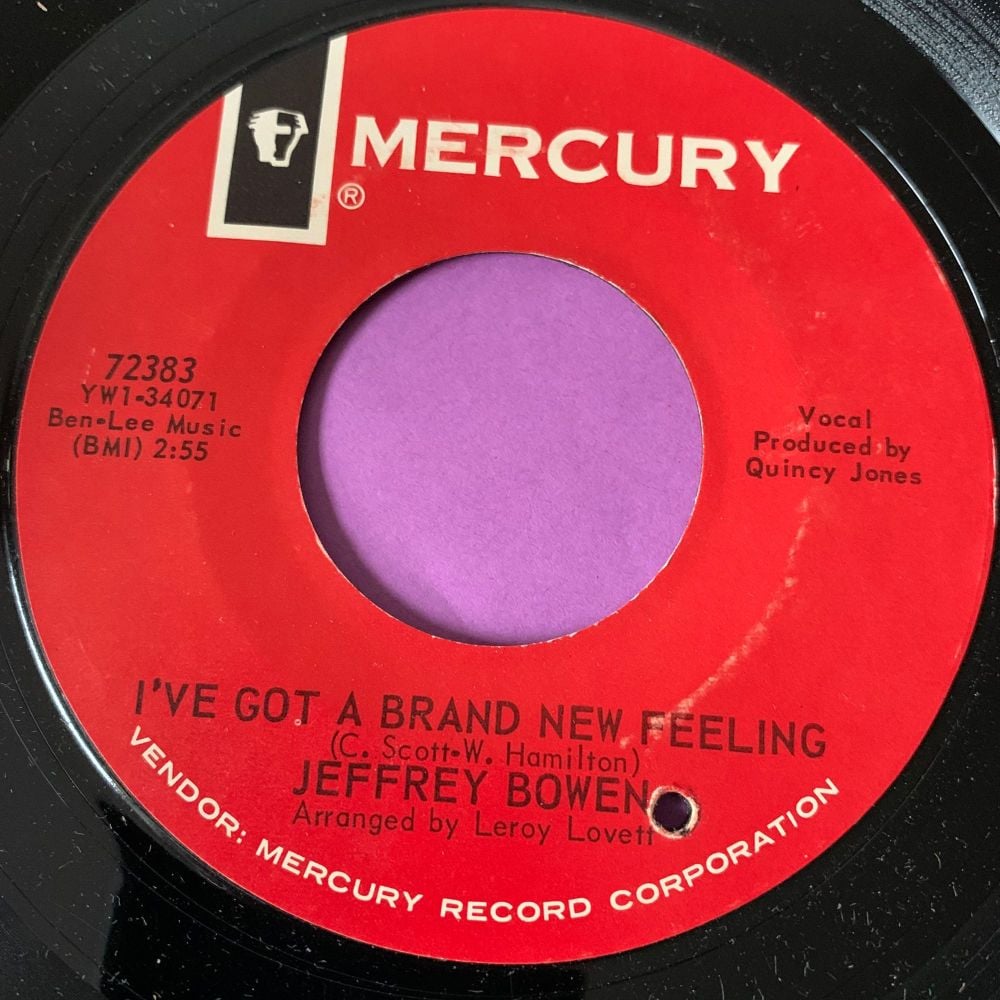 MERCURY
®
72383
YW1-34071
Ben-Lee Music
(BMI) 2:55
Vocal
Produced by
Quincy Jones
I'VE GOT A BRAND NEW FEELING
(C. Scott-W. Hamilton)
JEFFREY BOWEN
Arranged by Leroy Lovett
VENDOR: MERCURY RECORD CORPORATION